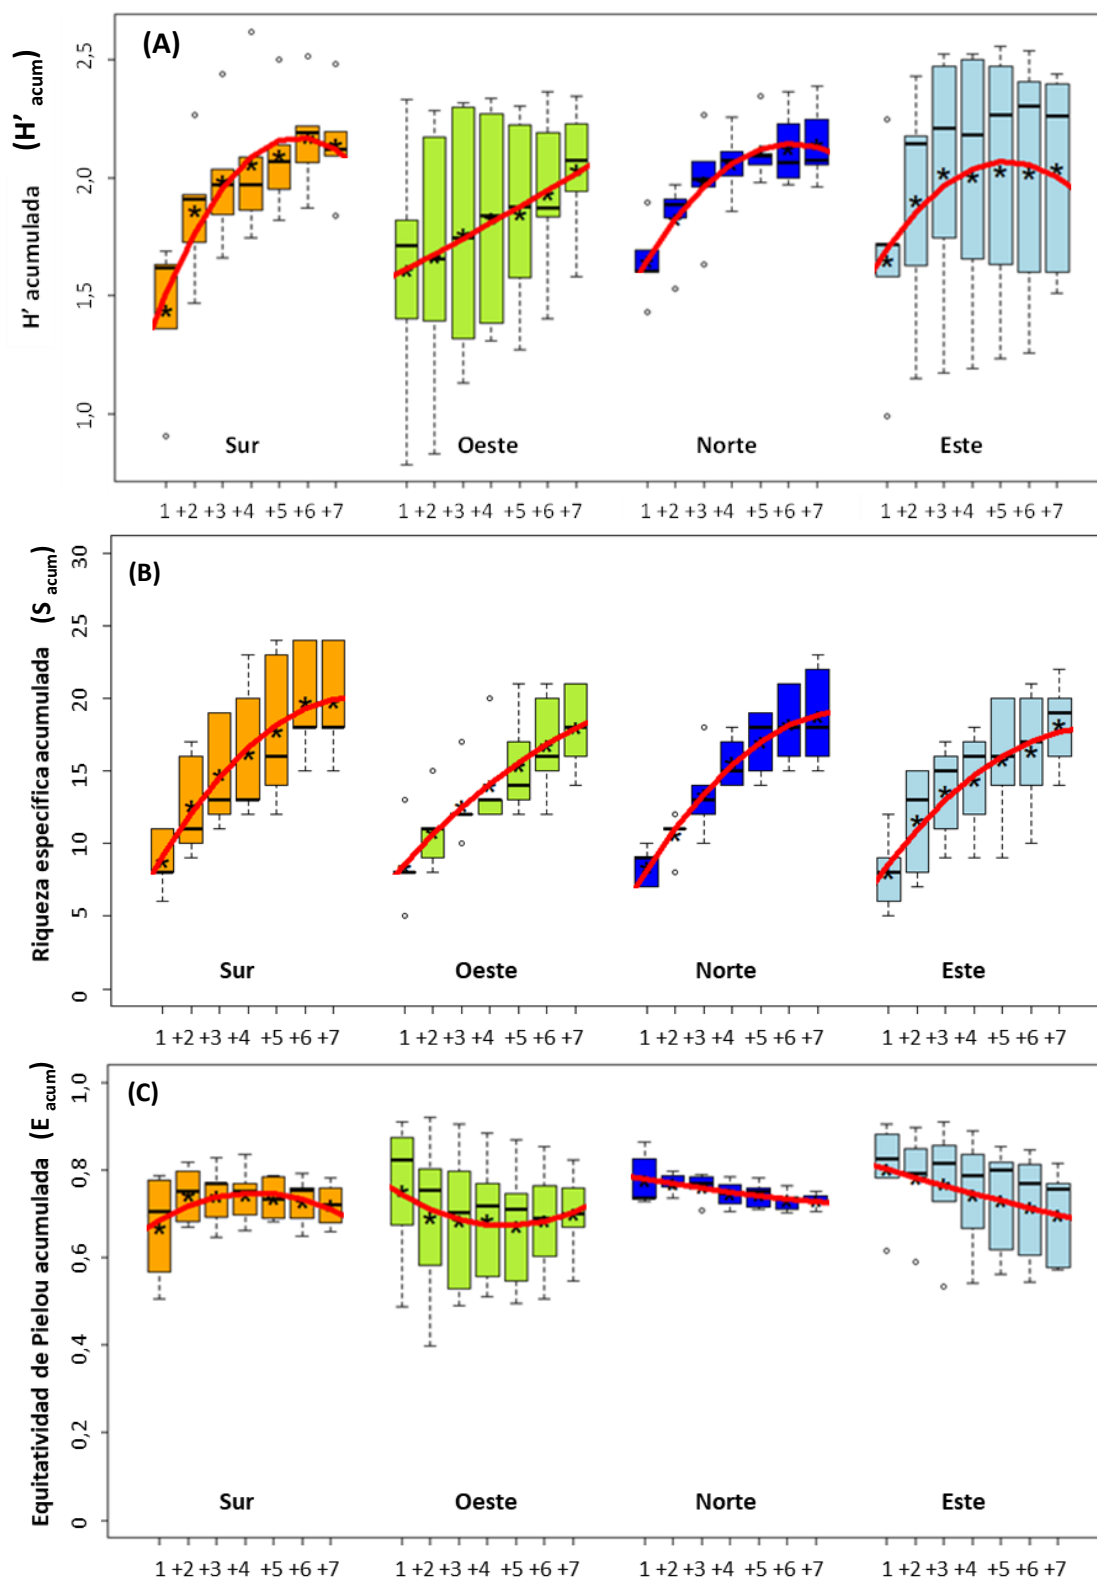 (A)
H' acumulada (H' acum)
2,5
2,0
1,5
1,0
Sur Oeste Norte Este
1 +2 +3 +4 +5 +6 +7 1 +2 +3 +4 +5 +6 +7 1 +2 +3 +4 +5 +6 +7 1 +2 +3 +4 +5 +6 +7
(B)
Riqueza específica acumulada (S acum)
30
25
20
15
10
5
0
Sur Oeste Norte Este
1 +2 +3 +4 +5 +6 +7 1 +2 +3 +4 +5 +6 +7 1 +2 +3 +4 +5 +6 +7 1 +2 +3 +4 +5 +6 +7
(C)
Equitatividad de Pielou acumulada (E acum)
1,0
0,8
0,6
0,4
0,2
0
Sur Oeste Norte Este
1 +2 +3 +4 +5 +6 +7 1 +2 +3 +4 +5 +6 +7 1 +2 +3 +4 +5 +6 +7 1 +2 +3 +4 +5 +6 +7